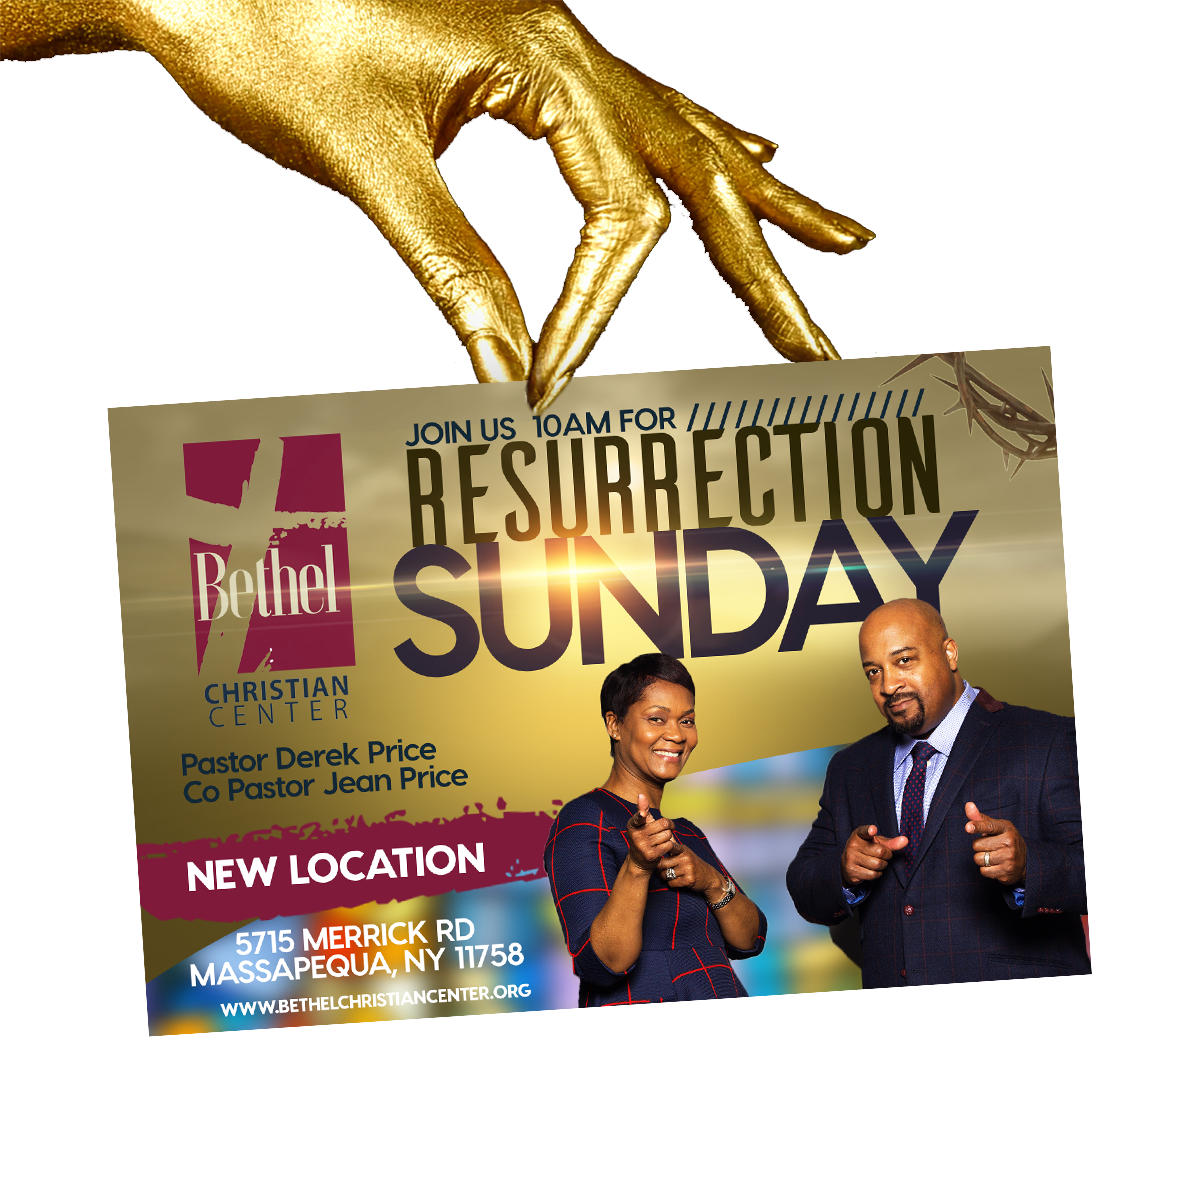 JOIN US 10AM FOR
RESURRECTION
SUNDAY
Bethel
CHRISTIAN
CENTER
Pastor Derek Price
Co Pastor Jean Price
NEW LOCATION
5715 MERRICK RD
MASSAPEQUA, NY 11758
WWW.BETHELCHRISTIANCENTER.ORG